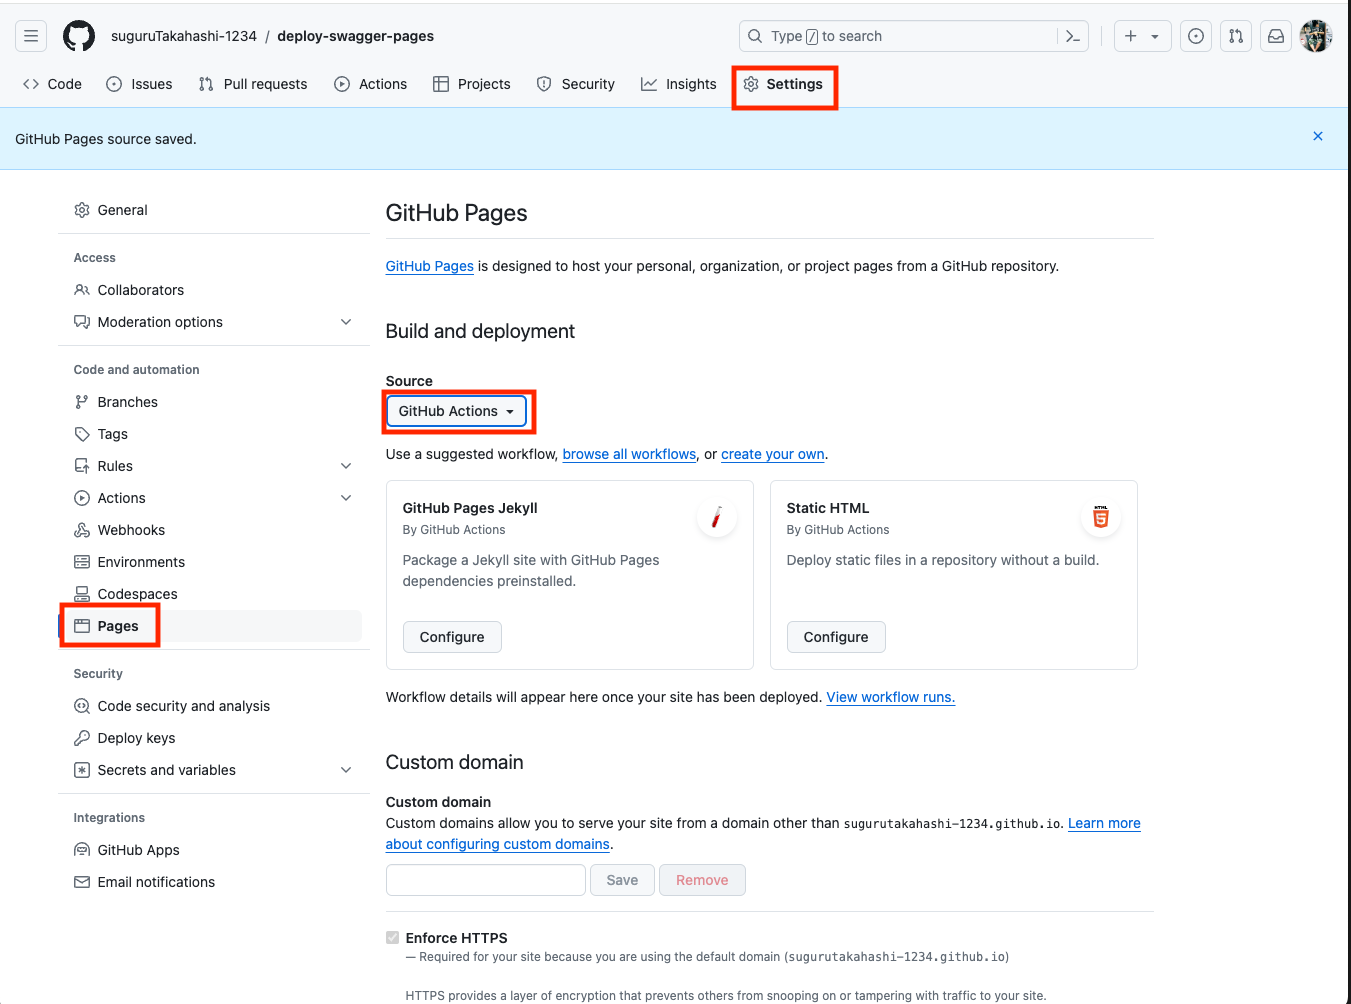 suguruTakahashi-1234 / deploy-swagger-pages
Type / to search
Code Issues Pull requests Actions Projects Security Insights Settings
GitHub Pages source saved.
General
Access
Collaborators
Moderation options
Code and automation
Branches
Tags
Rules
Actions
Webhooks
Environments
Codespaces
Pages
Security
Code security and analysis
Deploy keys
Secrets and variables
Integrations
GitHub Apps
Email notifications
GitHub Pages
GitHub Pages is designed to host your personal, organization, or project pages from a GitHub repository.
Build and deployment
Source
GitHub Actions
Use a suggested workflow, browse all workflows, or create your own.
GitHub Pages Jekyll
By GitHub Actions
Package a Jekyll site with GitHub Pages
dependencies preinstalled.
Configure
Static HTML
HTML
5
By GitHub Actions
Deploy static files in a repository without a build.
Configure
Workflow details will appear here once your site has been deployed. View workflow runs.
Custom domain
Custom domain
Custom domains allow you to serve your site from a domain other than sugurutakahashi-1234.github.io. Learn more
about configuring custom domains.
Save Remove
Enforce HTTPS
— Required for your site because you are using the default domain (sugurutakahashi-1234.github.io)
HTTPS provides a layer of encryption that prevents others from snooping on or tampering with traffic to your site.